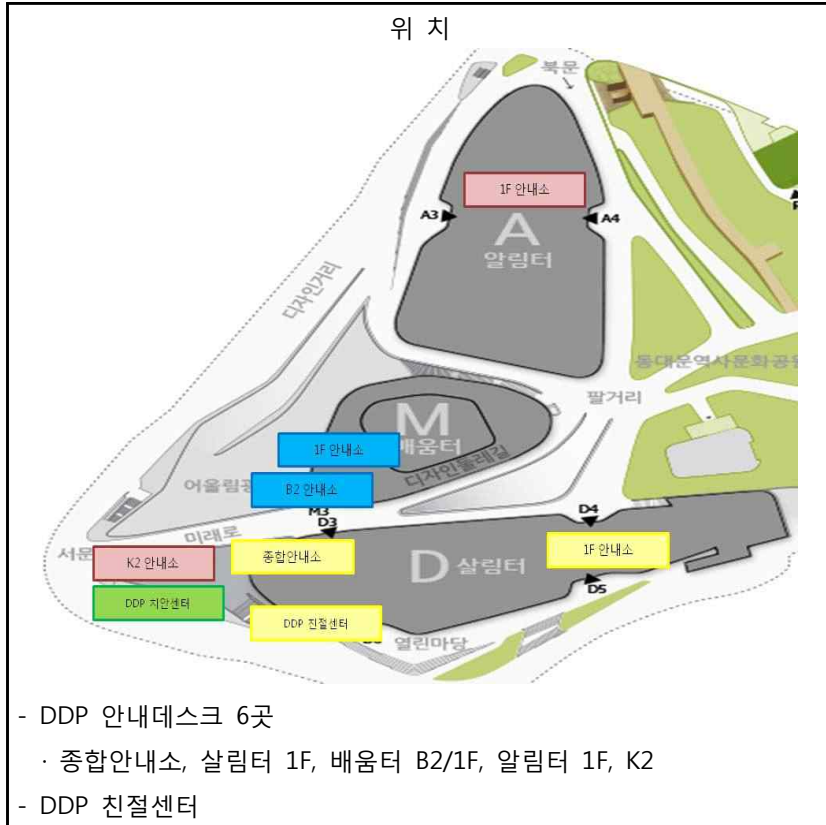 위 치
북문
1F 안내소
A3
A4
A
알림터
디자인거리
동대문역사문화공원
팔거리
M
배움터
1F 안내소
디자인둘레길
B2 안내소
어울림광
M3
D3
D4
미래로
서문
종합안내소
1F 안내소
K2 안내소
D 살림터
D5
DDP 치안센터
DDP 친절센터
열린마당
- DDP 안내데스크 6곳
· 종합안내소, 살림터 1F, 배움터 B2/1F, 알림터 1F, K2
- DDP 친절센터